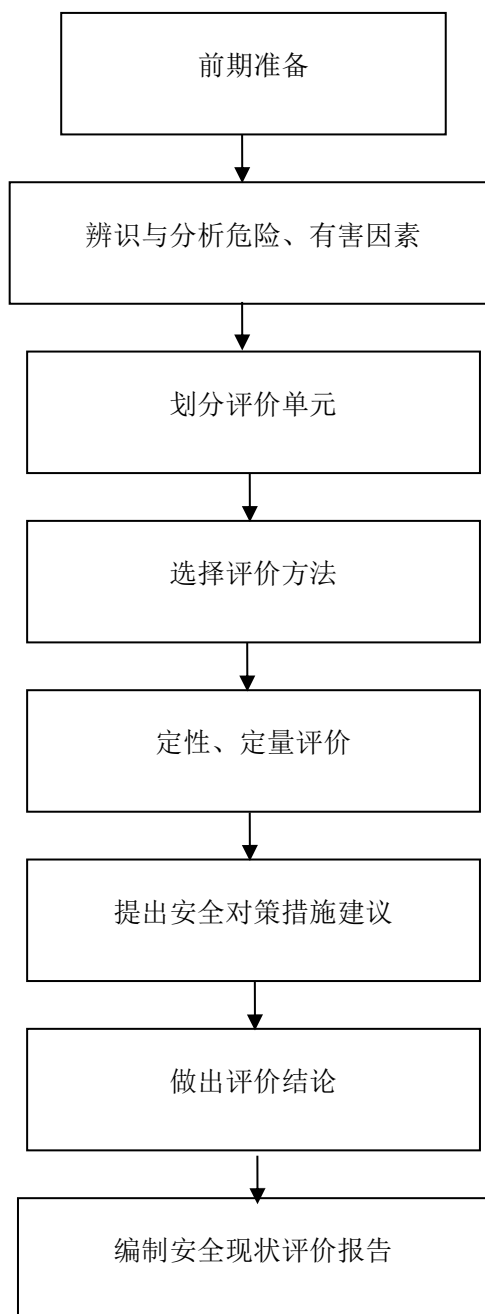 前期准备
辨识与分析危险、有害因素
划分评价单元
选择评价方法
定性、定量评价
提出安全对策措施建议
做出评价结论
编制安全现状评价报告